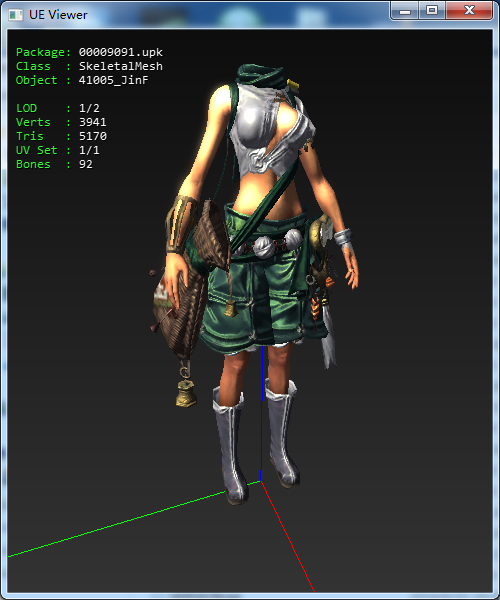 UE Viewer
Package: 00009091.upk
Class : SkeletalMesh
Object : 41005_JinF
LOD : 1/2
Verts : 3941
Tris : 5170
UV Set : 1/1
Bones : 92